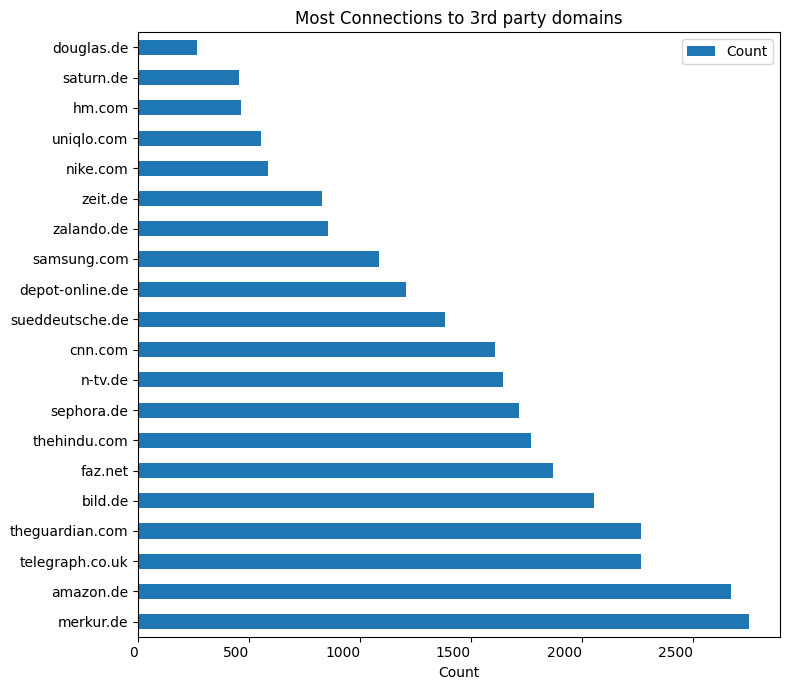 Most Connections to 3rd party domains
Count
douglas.de
saturn.de
hm.com
uniqlo.com
nike.com
zeit.de
zalando.de
samsung.com
depot-online.de
sueddeutsche.de
cnn.com
n-tv.de
sephora.de
thehindu.com
faz.net
bild.de
theguardian.com
telegraph.co.uk
amazon.de
merkur.de
0 500 1000 1500 2000 2500
Count